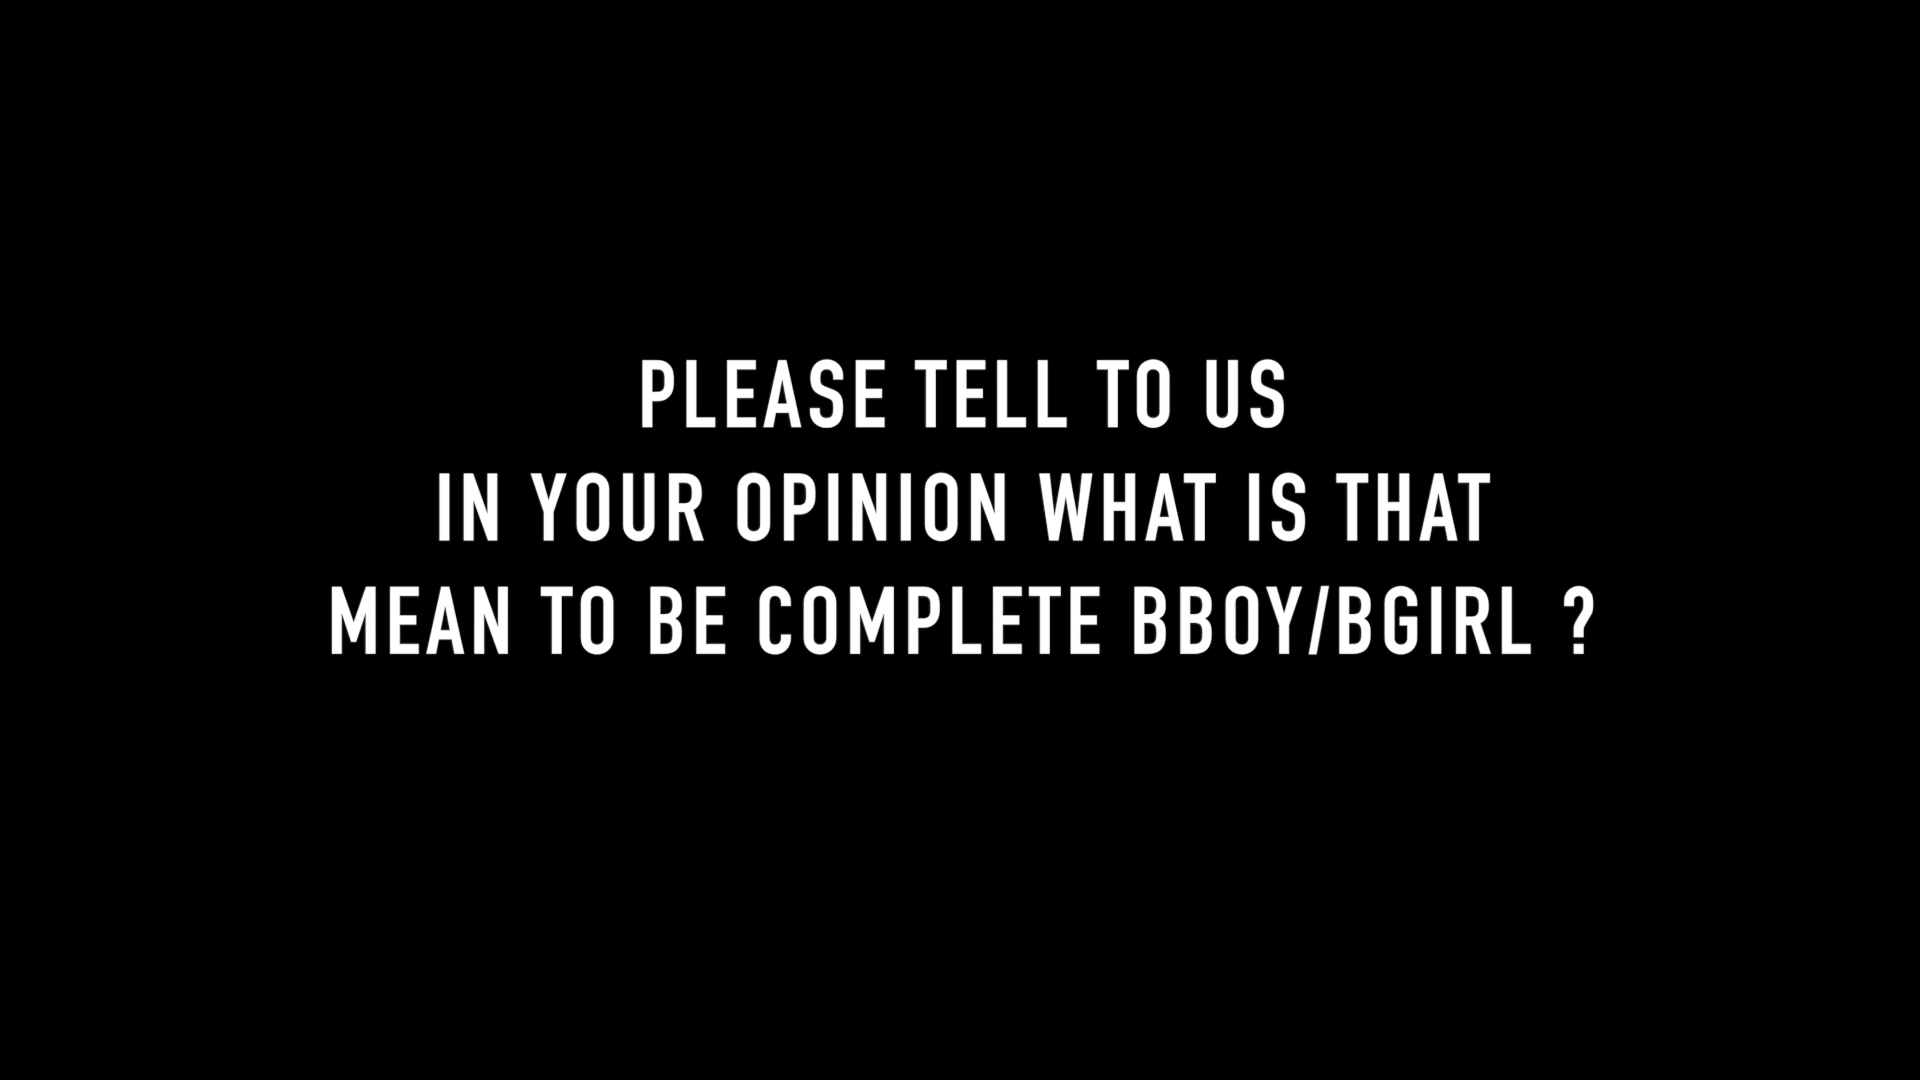 PLEASE TELL TO US
IN YOUR OPINION WHAT IS THAT
MEAN TO BE COMPLETE BBOY/BGIRL ?